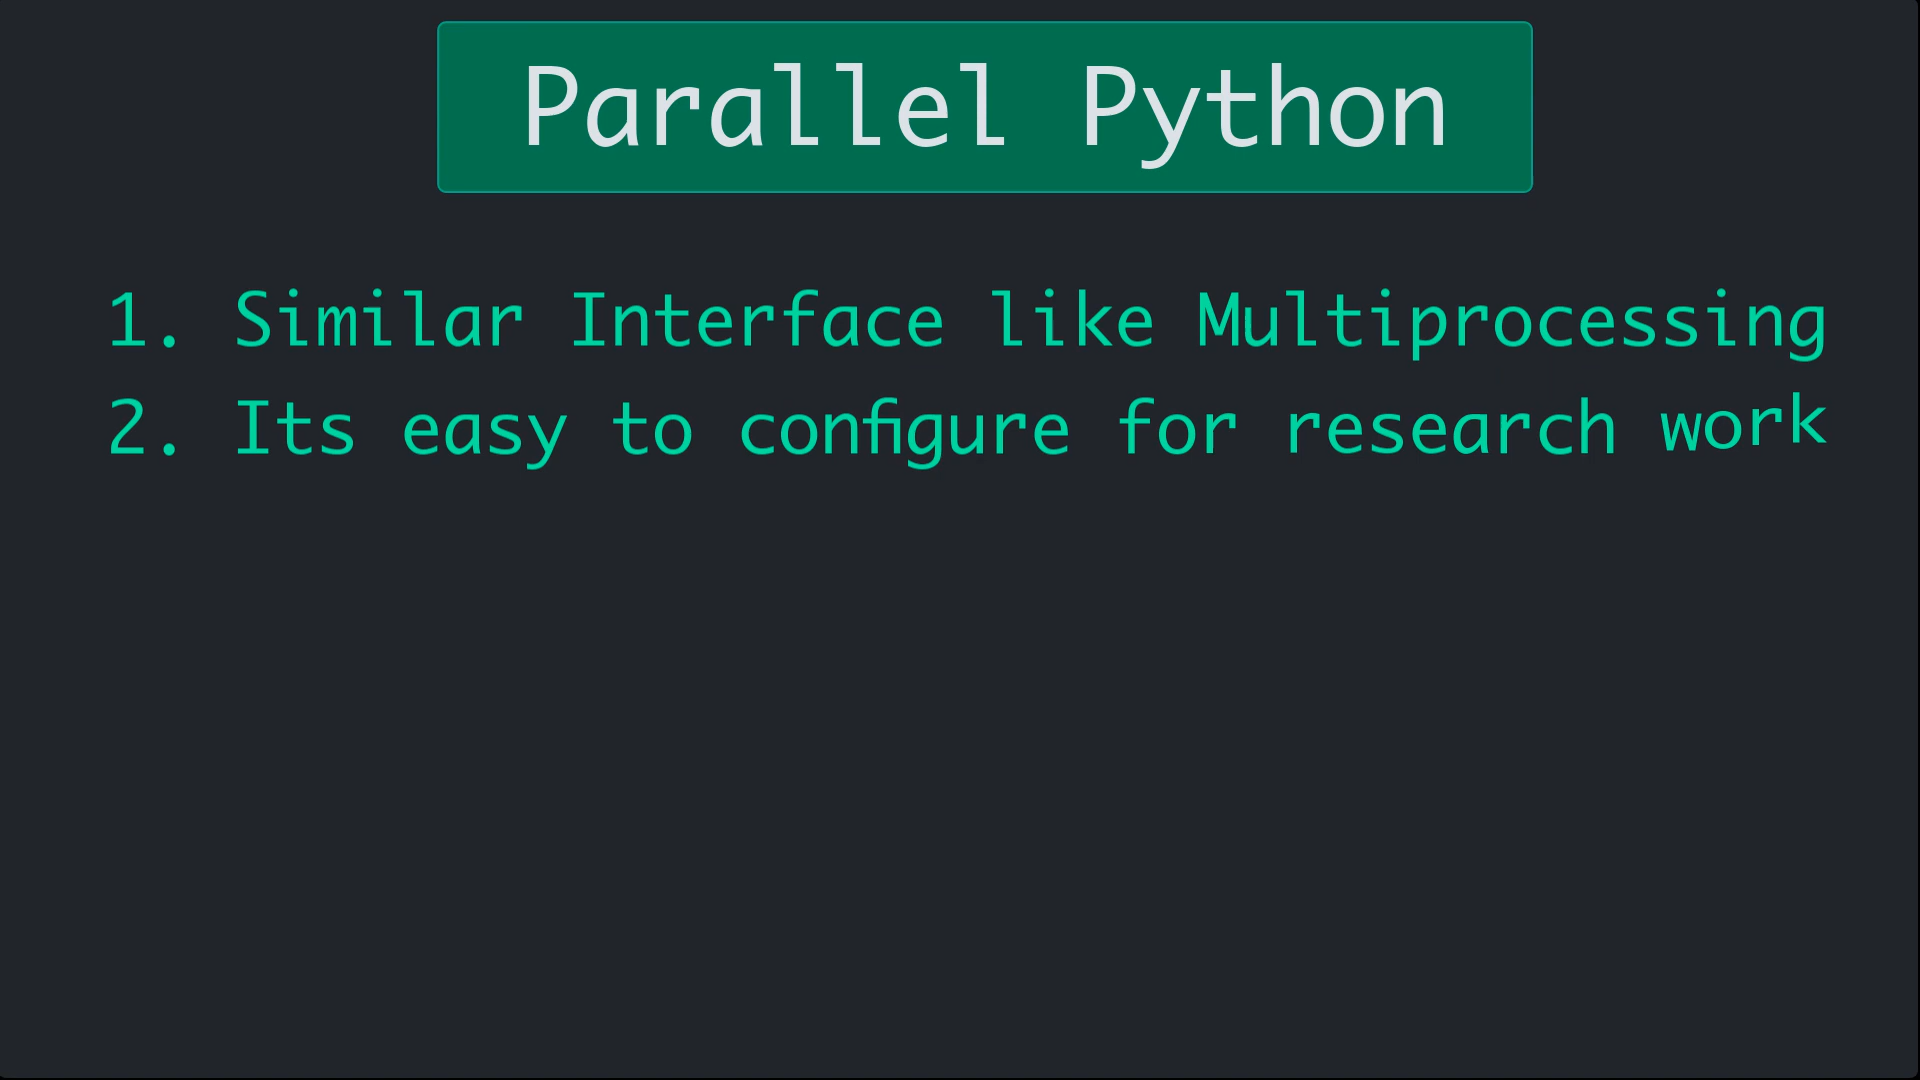 Parallel Python
1. Similar Interface like Multiprocessing
2. Its easy to configure for research work